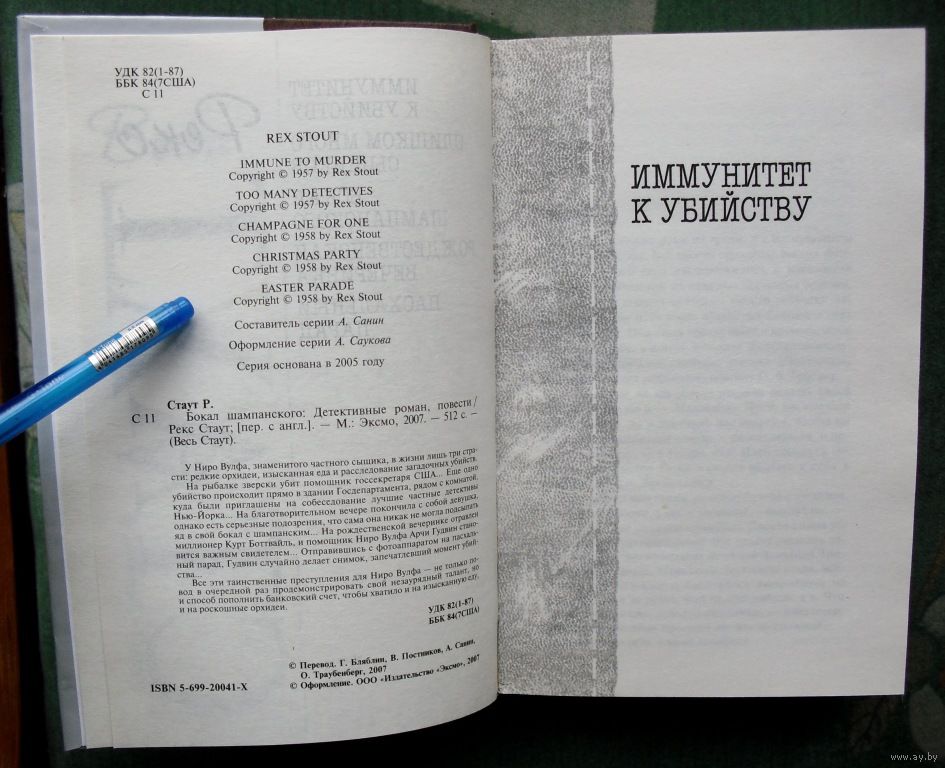 УДК 82(1-87)
ББК 84(7США)
С 11
REX STOUT
IMMUNE TO MURDER
Copyright © 1957 by Rex Stout
TOO MANY DETECTIVES
Copyright © 1957 by Rex Stout
CHAMPAGNE FOR ONE
Copyright © 1958 by Rex Stout
CHRISTMAS PARTY
Copyright © 1958 by Rex Stout
EASTER PARADE
Copyright © 1958 by Rex Stout
Составитель серии А. Санин
Оформление серии А. Саукова
Серия основана в 2005 году
Стаут Р.
С 11 Бокал шампанского: Детективные роман, повести /
Рекс Стаут; [пер. с англ.]. — М.: Эксмо, 2007. — 512 с. –
(Весь Стаут).
У Ниро Вулфа, знаменитого частного сыщика, в жизни лишь три стра-
сти: редкие орхидеи, изысканная еда и расследование загадочных убийств.
На рыбалке зверски убит помощник госсекретаря США... Еще одно
убийство происходит прямо в здании Госдепартамента, рядом с комнатой,
куда были приглашены на собеседование лучшие частные детективы
Нью-Йорка... На благотворительном вечере покончила с собой девушка,
однако есть серьезные подозрения, что сама она никак не могла подсыпать
яд в свой бокал с шампанским... На рождественской вечеринке отравлен
миллионер Курт Боттвайль, и помощник Ниро Вулфа Арчи Гудвин стано-
вится важным свидетелем... Отправившись с фотоаппаратом на пасхаль-
ный парад, Гудвин случайно делает снимок, запечатлевший момент убий-
ства...
Все эти таинственные преступления для Ниро Вулфа — не только по-
вод в очередной раз продемонстрировать свой незаурядный талант, но
и способ пополнить банковский счет, чтобы хватило и на изысканную еду,
и на роскошные орхидеи.
УДК 82(1-87)
ББК 84(7США)
© Перевод. Г. Бляблин, В. Постников, А. Санин,
О. Траубенберг, 2007
ISBN 5-699-20041-X © Оформление. ООО «Издательство «Эксмо», 2007
ИММУНИТЕТ
К УБИЙСТВУ
www.ay.by